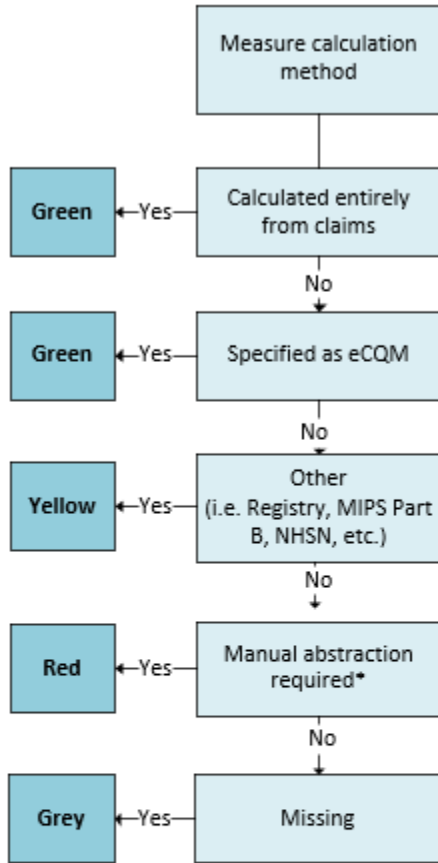 Measure calculation
method
Green
Yes
Calculated entirely
from claims
No
Green
Yes
Specified as eCQM
No
Yellow
Yes
Other
(i.e. Registry, MIPS Part
B, NHSN, etc.)
No
Red
Yes
Manual abstraction
required*
No
Grey
Yes
Missing